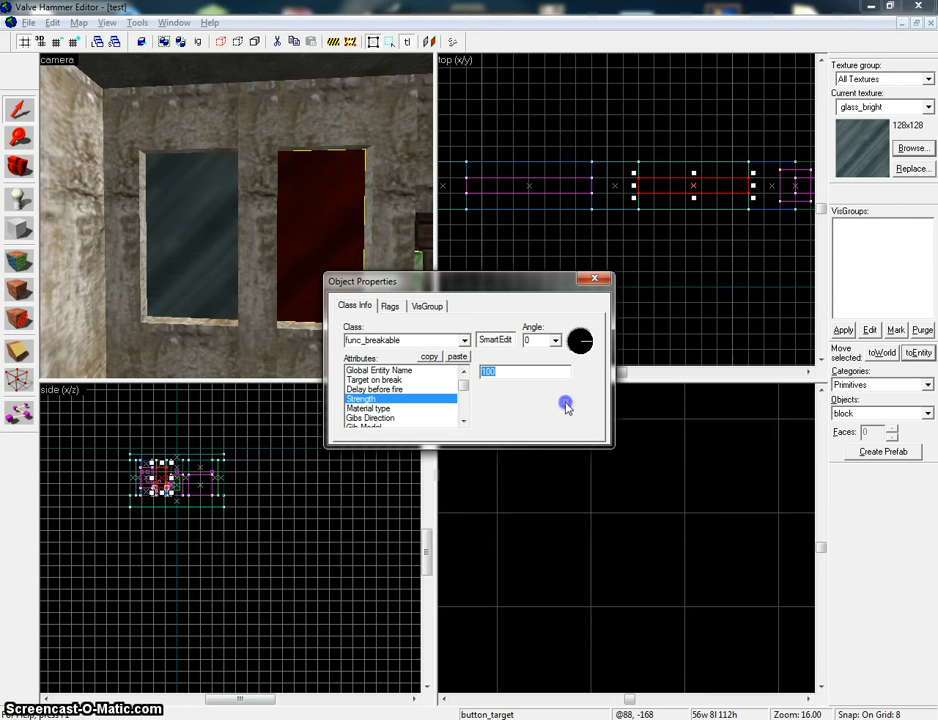 Valve Hammer Editor - [test]
File Edit Map View Tools Window Help
camera
top (x/y)
Texture group:
All Textures
Current texture:
glass_bright
128x128
Browse...
Replace...
VisGroups:
Apply Edit Mark Purge
Move
selected:
toWorld toEntity
Categories:
Primitives
Objects:
block
Faces: 0
Create Prefab
Object Properties
Class Info Flags VisGroup
Class:
func_breakable
SmartEdit
Angle:
0
Attributes:
copy paste
Global Entity Name
Target on break
Delay before fire
Strength
Material type
Gibs Direction
Gib Model
100
side (x/z)
Screencast-O-Matic.com
button_target
@88, -168
56w 8l 112h
Zoom: 16.00
Snap: On Grid: 8